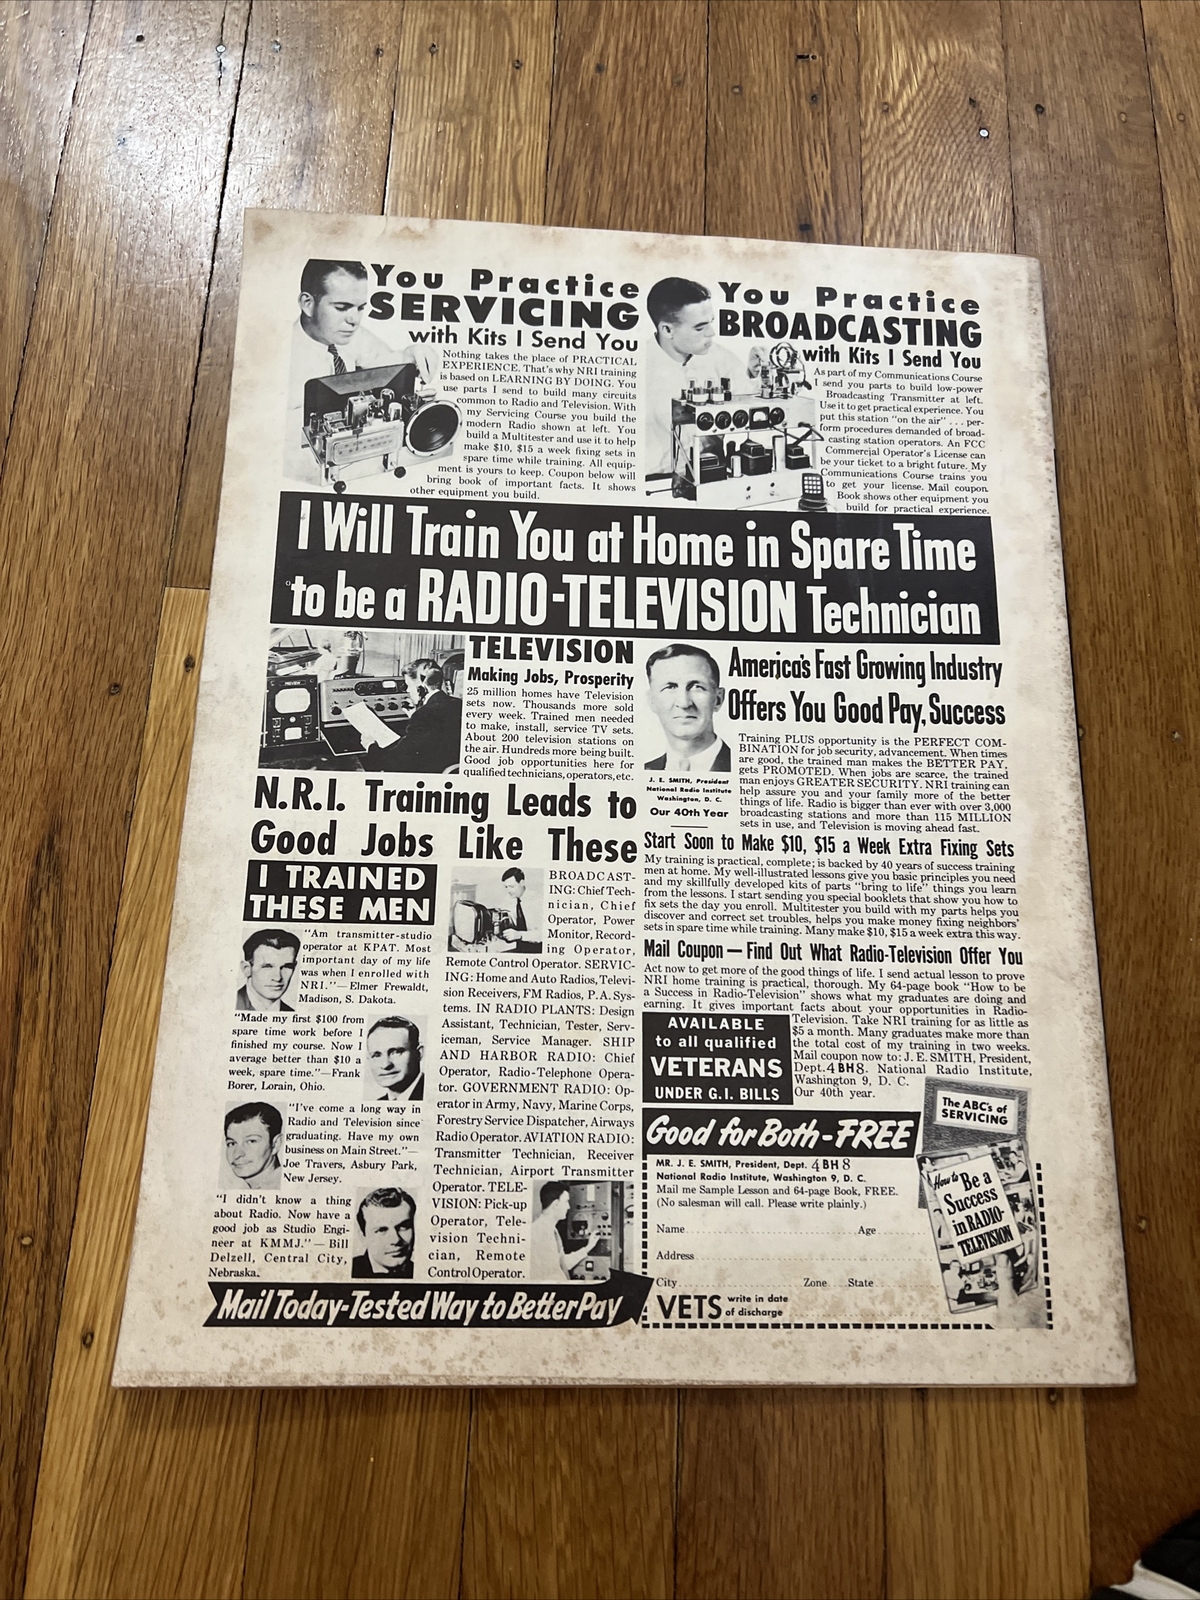 You Practice
SERVICING
with Kits I Send You
Nothing takes the place of PRACTICAL
EXPERIENCE. That's why NRI training
is based on LEARNING BY DOING. You
use parts I send to build many circuits
common to Radio and Television. With
my Servicing Course you build the
modern Radio shown at left. You
build a Multitester and use it to help
make $10, $15 a week fixing sets in
spare time while training. All equip-
ment is yours to keep. Coupon below will
bring book of important facts. It shows
other equipment you build.
You Practice
BROADCASTING
with Kits I Send You
As part of my Communications Course
I send you parts to build low-power
Broadcasting Transmitter at left.
Use it to get practical experience. You
put this station "on the air" ... per-
form procedures demanded of broad-
casting station operators. An FCC
Commercial Operator's License can
be your ticket to a bright future. My
Communications Course trains you
to get your license. Mail coupon.
Book shows other equipment you
build for practical experience.
I Will Train You at Home in Spare Time
to be a RADIO-TELEVISION Technician
TELEVISION
Making Jobs, Prosperity
25 million homes have Television
sets now. Thousands more sold
every week. Trained men needed
to make, install, service TV sets.
About 200 television stations on
the air. Hundreds more being built.
Good job opportunities here for
qualified technicians, operators, etc.
J. E. SMITH, President
National Radio Institute
Washington, D. C.
Our 40th Year
America's Fast Growing Industry
Offers You Good Pay, Success
Training PLUS opportunity is the PERFECT COM-
BINATION for job security, advancement. When times
are good, the trained man makes the BETTER PAY,
gets PROMOTED. When jobs are scarce, the trained
man enjoys GREATER SECURITY. NRI training can
help assure you and your family more of the better
things of life. Radio is bigger than ever with over 3,000
broadcasting stations and more than 115 MILLION
sets in use, and Television is moving ahead fast.
N.R.I. Training Leads to
Good Jobs Like These
I TRAINED
THESE MEN
"Am transmitter-studio
operator at KPAT. Most
important day of my life
was when I enrolled with
NRI."—Elmer Frewaldt,
Madison, S. Dakota.
"Made my first $100 from
spare time work before I
finished my course. Now I
average better than $10 a
week, spare time."—Frank
Borer, Lorain, Ohio.
"I've come a long way in
Radio and Television since
graduating. Have my own
business on Main Street."—
Joe Travers, Asbury Park,
New Jersey.
"I didn't know a thing
about Radio. Now have a
good job as Studio Engi-
neer at KMMJ."—Bill
Delzell, Central City,
Nebraska.
BROADCAST-
ING: Chief Tech-
nician, Chief
Operator, Power
Monitor, Record-
ing Operator,
Remote Control Operator. SERVIC-
ING: Home and Auto Radios, Televi-
sion Receivers, FM Radios, P.A. Sys-
tems. IN RADIO PLANTS: Design
Assistant, Technician, Tester, Serv-
iceman, Service Manager. SHIP
AND HARBOR RADIO: Chief
Operator, Radio-Telephone Opera-
tor. GOVERNMENT RADIO: Op-
erator in Army, Navy, Marine Corps,
Forestry Service Dispatcher, Airways
Radio Operator. AVIATION RADIO:
Transmitter Technician, Receiver
Technician, Airport Transmitter
Operator. TELE-
VISION: Pick-up
Operator, Tele-
vision Techni-
cian, Remote
Control Operator.
Start Soon to Make $10, $15 a Week Extra Fixing Sets
My training is practical, complete; is backed by 40 years of success training
men at home. My well-illustrated lessons give you basic principles you need
and my skillfully developed kits of parts "bring to life" things you learn
from the lessons. I start sending you special booklets that show you how to
fix sets the day you enroll. Multitester you build with my parts helps you
discover and correct set troubles, helps you make money fixing neighbors'
sets in spare time while training. Many make $10, $15 a week extra this way.
Mail Coupon — Find Out What Radio-Television Offer You
Act now to get more of the good things of life. I send actual lesson to prove
NRI home training is practical, thorough. My 64-page book "How to be
a Success in Radio-Television" shows what my graduates are doing and
earning. It gives important facts about your opportunities in Radio-
Television. Take NRI training for as little as
$5 a month. Many graduates make more than
the total cost of my training in two weeks.
Mail coupon now to: J. E. SMITH, President,
Dept. 4BH8. National Radio Institute,
Washington 9, D. C.
Our 40th year.
AVAILABLE
to all qualified
VETERANS
UNDER G.I. BILLS
The ABC's of
SERVICING
Good for Both - FREE
MR. J. E. SMITH, President, Dept. 4BH8
National Radio Institute, Washington 9, D. C.
Mail me Sample Lesson and 64-page Book, FREE.
(No salesman will call. Please write plainly.)
Name Age
Address
City Zone State
VETS write in date
of discharge
How to Be a
Success
in RADIO-
TELEVISION
Mail Today-Tested Way to Better Pay